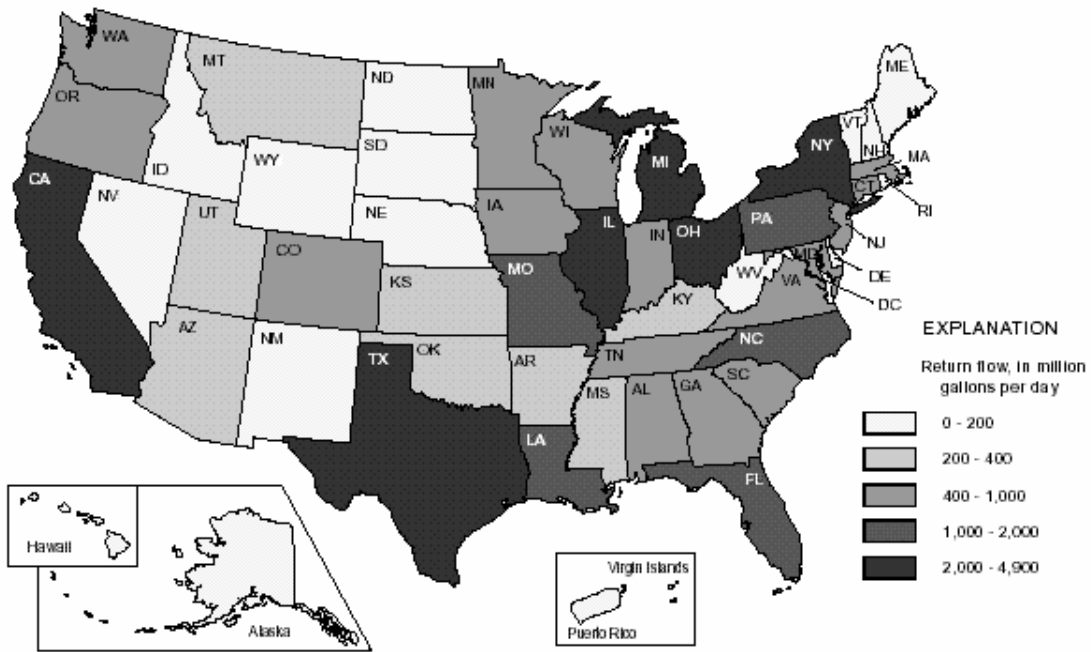 WA
MT
ND
MN
ME
OR
VT
NH
ID
SD
WI
WY
MI
NY
MA
CT
RI
CA
NV
NE
IA
PA
NJ
UT
IL
IN
OH
CO
MD
DE
KS
MO
WV
VA
DC
KY
AZ
NM
OK
TN
NC
TX
AR
SC
MS
AL
GA
LA
FL
EXPLANATION
Return flow, in million
gallons per day
0 - 200
200 - 400
400 - 1,000
1,000 - 2,000
2,000 - 4,900
Hawaii
Alaska
Virgin Islands
Puerto Rico